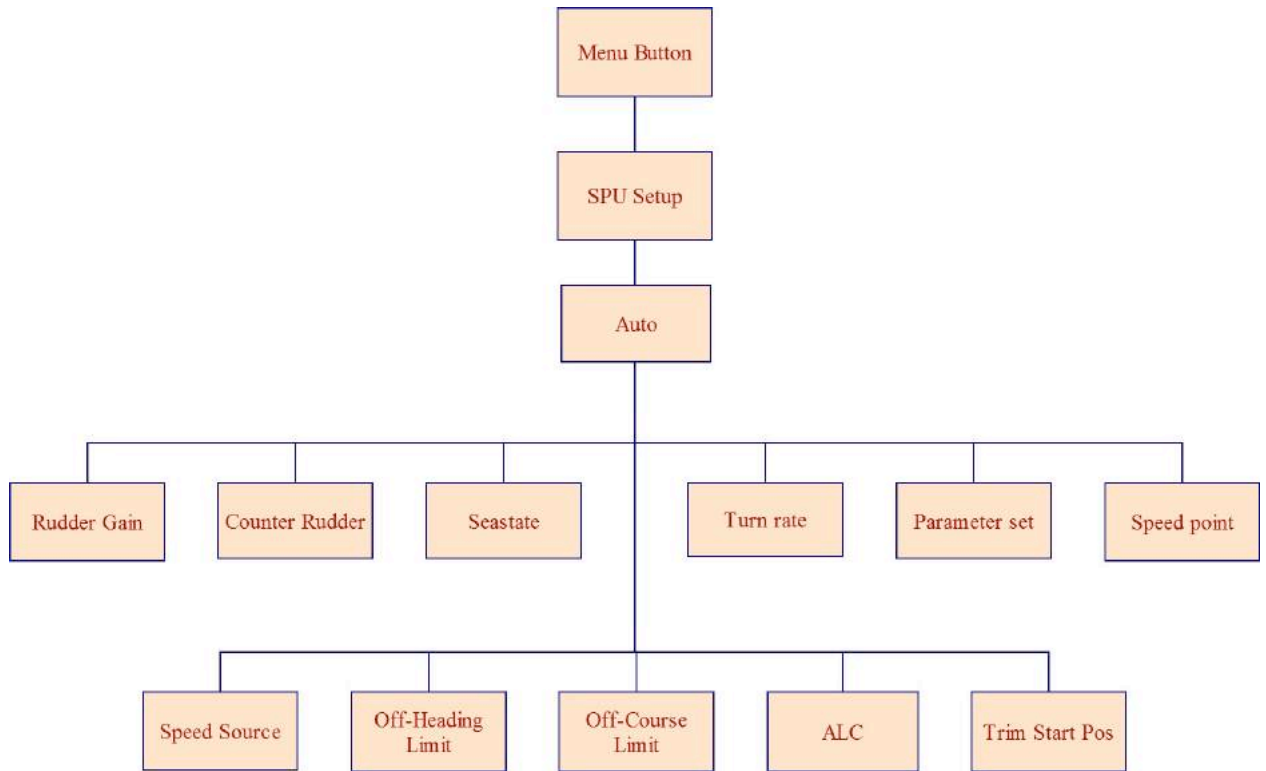 Menu Button
SPU Setup
Auto
Rudder Gain
Counter Rudder
Seastate
Turn rate
Parameter set
Speed point
Speed Source
Off-Heading
Limit
Off-Course
Limit
ALC
Trim Start Pos